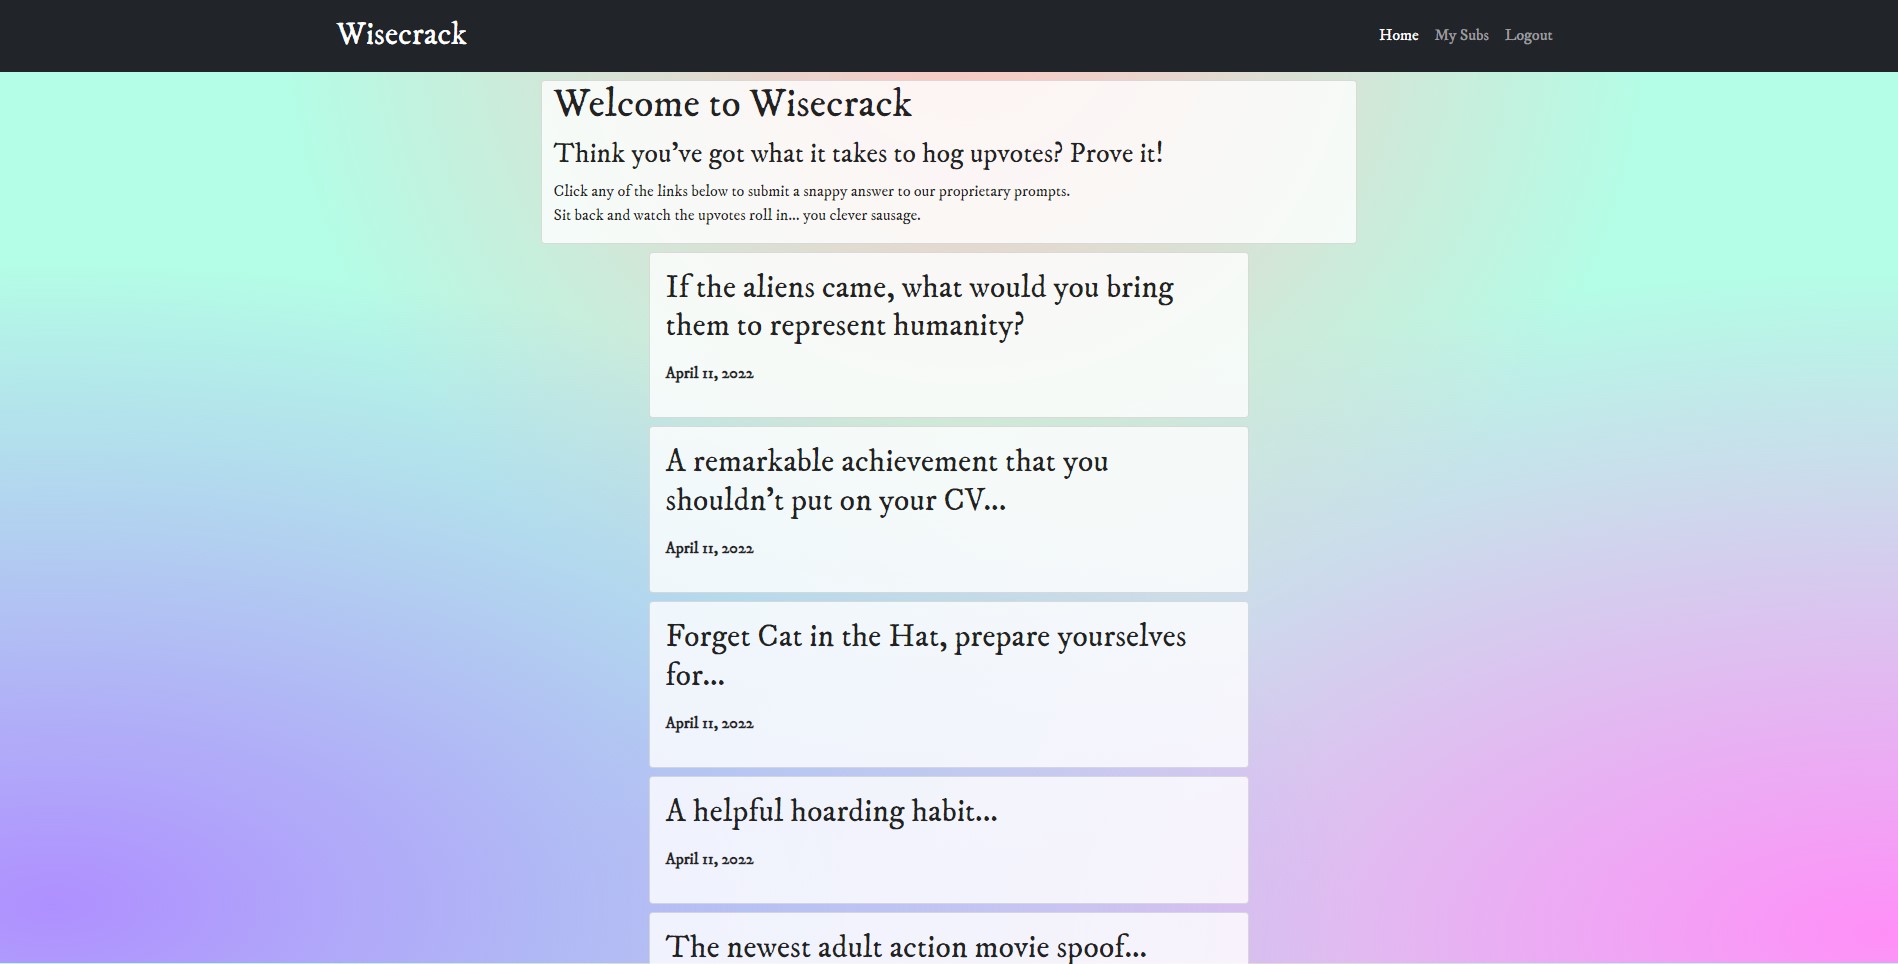 Wisecrack
Home My Subs Logout
Welcome to Wisecrack
Think you've got what it takes to hog upvotes? Prove it!
Click any of the links below to submit a snappy answer to our proprietary prompts.
Sit back and watch the upvotes roll in... you clever sausage.
If the aliens came, what would you bring
them to represent humanity?
April 11, 2022
A remarkable achievement that you
shouldn't put on your CV...
April 11, 2022
Forget Cat in the Hat, prepare yourselves
for...
April 11, 2022
A helpful hoarding habit...
April 11, 2022
The newest adult action movie spoof...